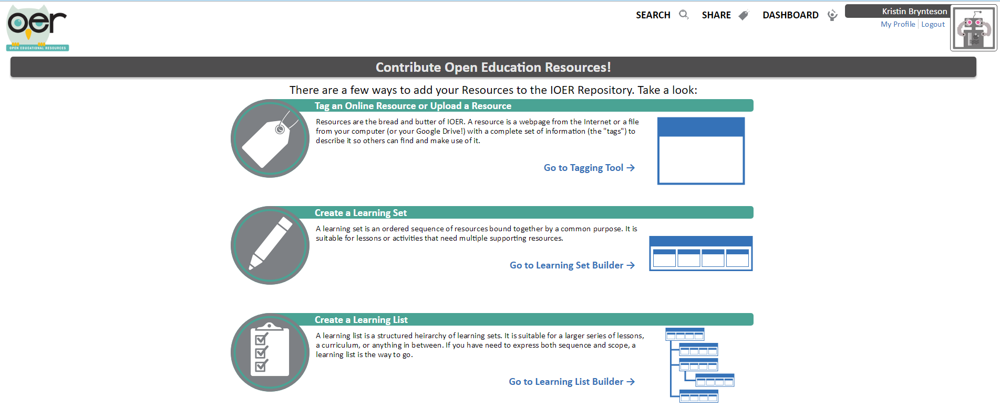 oer
OPEN EDUCATIONAL RESOURCES
SEARCH SHARE DASHBOARD
Kristin Brynteson
My Profile Logout
Contribute Open Education Resources!
There are a few ways to add your Resources to the IOER Repository. Take a look:
Tag an Online Resource or Upload a Resource
Resources are the bread and butter of IOER. A resource is a webpage from the Internet or a file
from your computer (or your Google Drive!) with a complete set of information (the "tags") to
describe it so others can find and make use of it.
Go to Tagging Tool →
Create a Learning Set
A learning set is an ordered sequence of resources bound together by a common purpose. It is
suitable for lessons or activities that need multiple supporting resources.
Go to Learning Set Builder →
Create a Learning List
A learning list is a structured heirarchy of learning sets. It is suitable for a larger series of lessons,
a curriculum, or anything in between. If you have need to express both sequence and scope, a
learning list is the way to go.
Go to Learning List Builder →